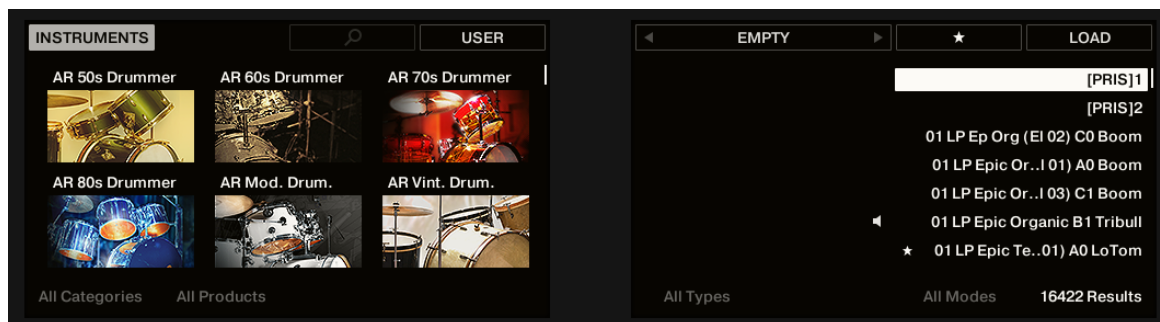 INSTRUMENTS USER
AR 50s Drummer AR 60s Drummer AR 70s Drummer
AR 80s Drummer AR Mod. Drum. AR Vint. Drum.
All Categories All Products
EMPTY ★ LOAD
[PRIS]1
[PRIS]2
01 LP Ep Org (El 02) C0 Boom
01 LP Epic Or..l 01) A0 Boom
01 LP Epic Or..l 03) C1 Boom
01 LP Epic Organic B1 Tribull
★ 01 LP Epic Te..01) A0 LoTom
All Types All Modes 16422 Results